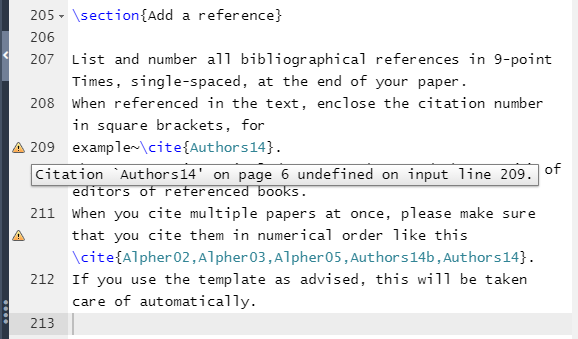 205 \section{Add a reference}
206
207 List and number all bibliographical references in 9-point
Times, single-spaced, at the end of your paper.
208 When referenced in the text, enclose the citation number
in square brackets, for
209 example~\cite{Authors14}.
Citation `Authors14' on page 6 undefined on input line 209.
of
editors of referenced books.
211 When you cite multiple papers at once, please make sure
that you cite them in numerical order like this
\cite{Alpher02,Alpher03,Alpher05,Authors14b,Authors14}.
212 If you use the template as advised, this will be taken
care of automatically.
213